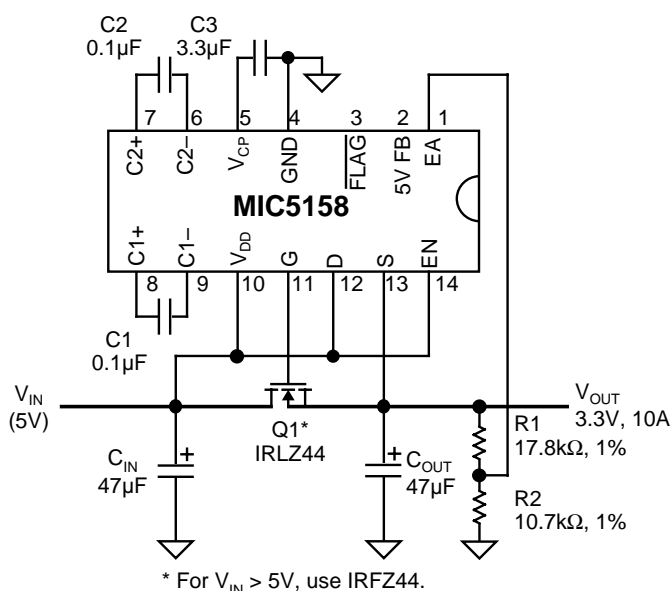 C2
0.1µF
C3
3.3µF
7 6 5 4 3 2 1
C2+
C2–
VCP
GND
FLAG
5V FB
EA
MIC5158
C1+
C1–
VDD
G
D
S
EN
8 9 10 11 12 13 14
C1
0.1µF
VIN
(5V)
Q1*
IRLZ44
VOUT
3.3V, 10A
R1
17.8kΩ, 1%
CIN
47µF
COUT
47µF
R2
10.7kΩ, 1%
* For VIN > 5V, use IRFZ44.